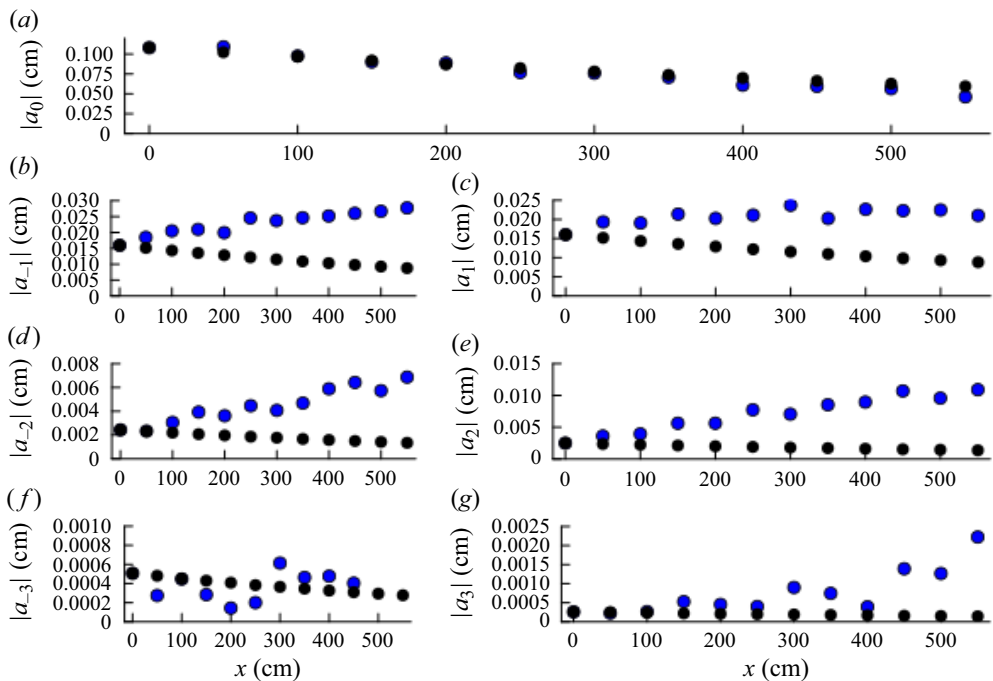 (a)
|a0| (cm)
0.100
0.075
0.050
0.025
0
0 100 200 300 400 500
(b)
|a−1| (cm)
0.030
0.025
0.020
0.015
0.010
0.005
0
0 100 200 300 400 500
(c)
|a1| (cm)
0.025
0.020
0.015
0.010
0.005
0
0 100 200 300 400 500
(d)
|a−2| (cm)
0.008
0.006
0.004
0.002
0
0 100 200 300 400 500
(e)
|a2| (cm)
0.015
0.010
0.005
0
0 100 200 300 400 500
(f)
|a−3| (cm)
0.0010
0.0006
0.0004
0.0002
0 100 200 300 400 500
x (cm)
(g)
|a3| (cm)
0.0025
0.0020
0.0015
0.0010
0.0005
0
0 100 200 300 400 500
x (cm)